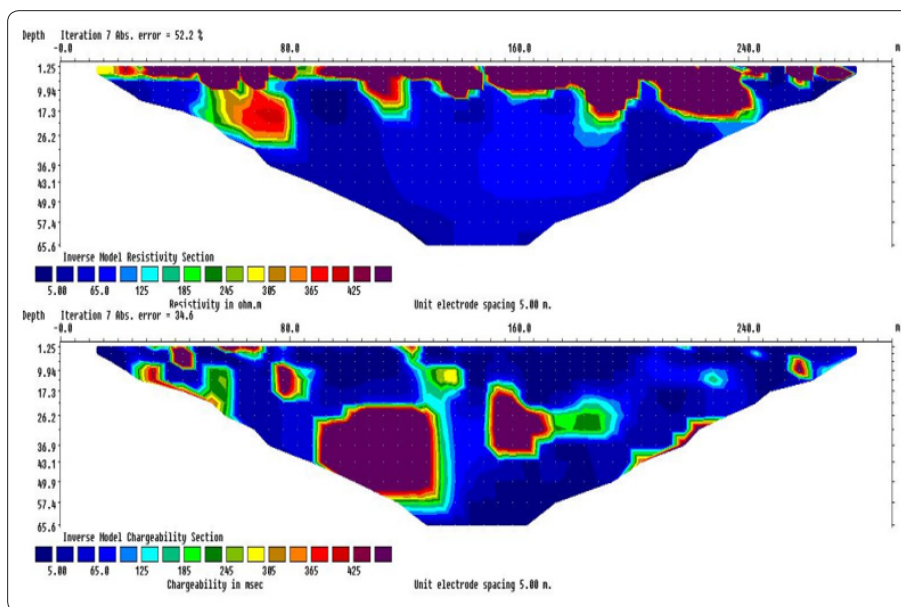 Depth Iteration 7 Abs. error = 52.2 %
-0.0 80.0 160.0 240.0 m
1.25
9.94
17.3
26.2
36.9
43.1
49.9
57.4
65.6
Inverse Model Resistivity Section
5.00 65.0 125 185 245 305 365 425
Resistivity in ohm.m Unit electrode spacing 5.00 m.
Depth Iteration 7 Abs. error = 34.6
-0.0 80.0 160.0 240.0 m
1.25
9.94
17.3
26.2
36.9
43.1
49.9
57.4
65.6
Inverse Model Chargeability Section
5.00 65.0 125 185 245 305 365 425
Chargeability in msec Unit electrode spacing 5.00 m.